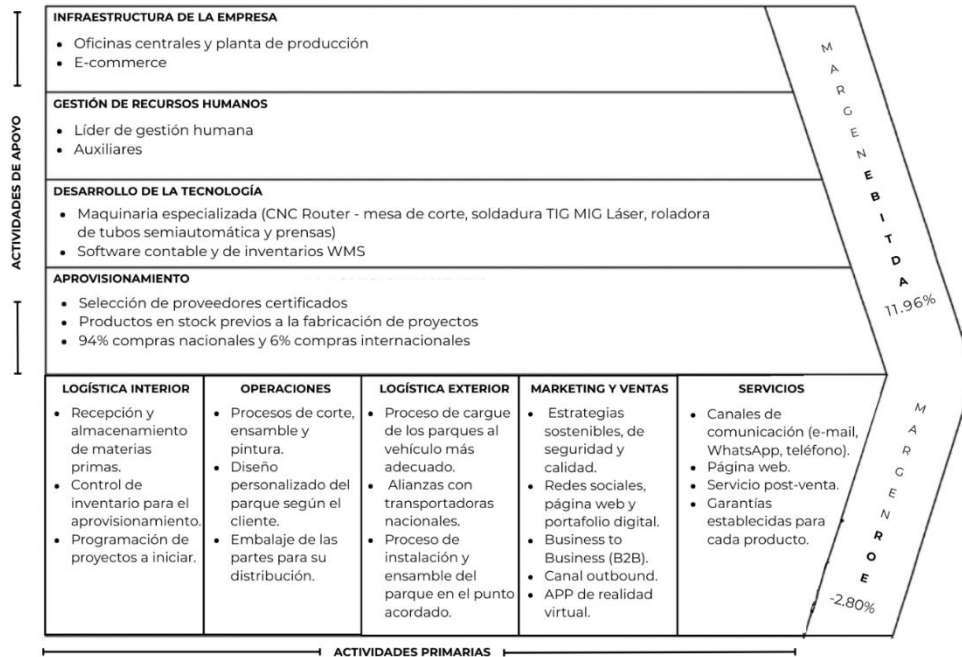 INFRAESTRUCTURA DE LA EMPRESA
• Oficinas centrales y planta de producción
• E-commerce
GESTIÓN DE RECURSOS HUMANOS
• Líder de gestión humana
• Auxiliares
DESARROLLO DE LA TECNOLOGÍA
• Maquinaria especializada (CNC Router - mesa de corte, soldadura TIG MIG Láser, roladora
de tubos semiautomática y prensas)
• Software contable y de inventarios WMS
APROVISIONAMIENTO
• Selección de proveedores certificados
• Productos en stock previos a la fabricación de proyectos
• 94% compras nacionales y 6% compras internacionales
ACTIVIDADES DE APOYO
MARGEN EBITDA
11.96%
LOGÍSTICA INTERIOR
• Recepción y
almacenamiento
de materias
primas.
• Control de
inventario para el
aprovisionamiento.
• Programación de
proyectos a iniciar.
OPERACIONES
• Procesos de corte,
ensamble y
pintura.
• Diseño
personalizado del
parque según el
cliente.
• Embalaje de las
partes para su
distribución.
LOGÍSTICA EXTERIOR
• Proceso de cargue
de los parques al
vehículo más
adecuado.
• Alianzas con
transportadoras
nacionales.
• Proceso de
instalación y
ensamble del
parque en el punto
acordado.
MARKETING Y VENTAS
• Estrategias
sostenibles, de
seguridad y
calidad.
• Redes sociales,
página web y
portafolio digital.
• Business to
Business (B2B).
• Canal outbound.
• APP de realidad
virtual.
SERVICIOS
• Canales de
comunicación (e-mail,
WhatsApp, teléfono).
• Página web.
• Servicio post-venta.
• Garantías
establecidas para
cada producto.
MARGEN ROE
-2.80%
ACTIVIDADES PRIMARIAS